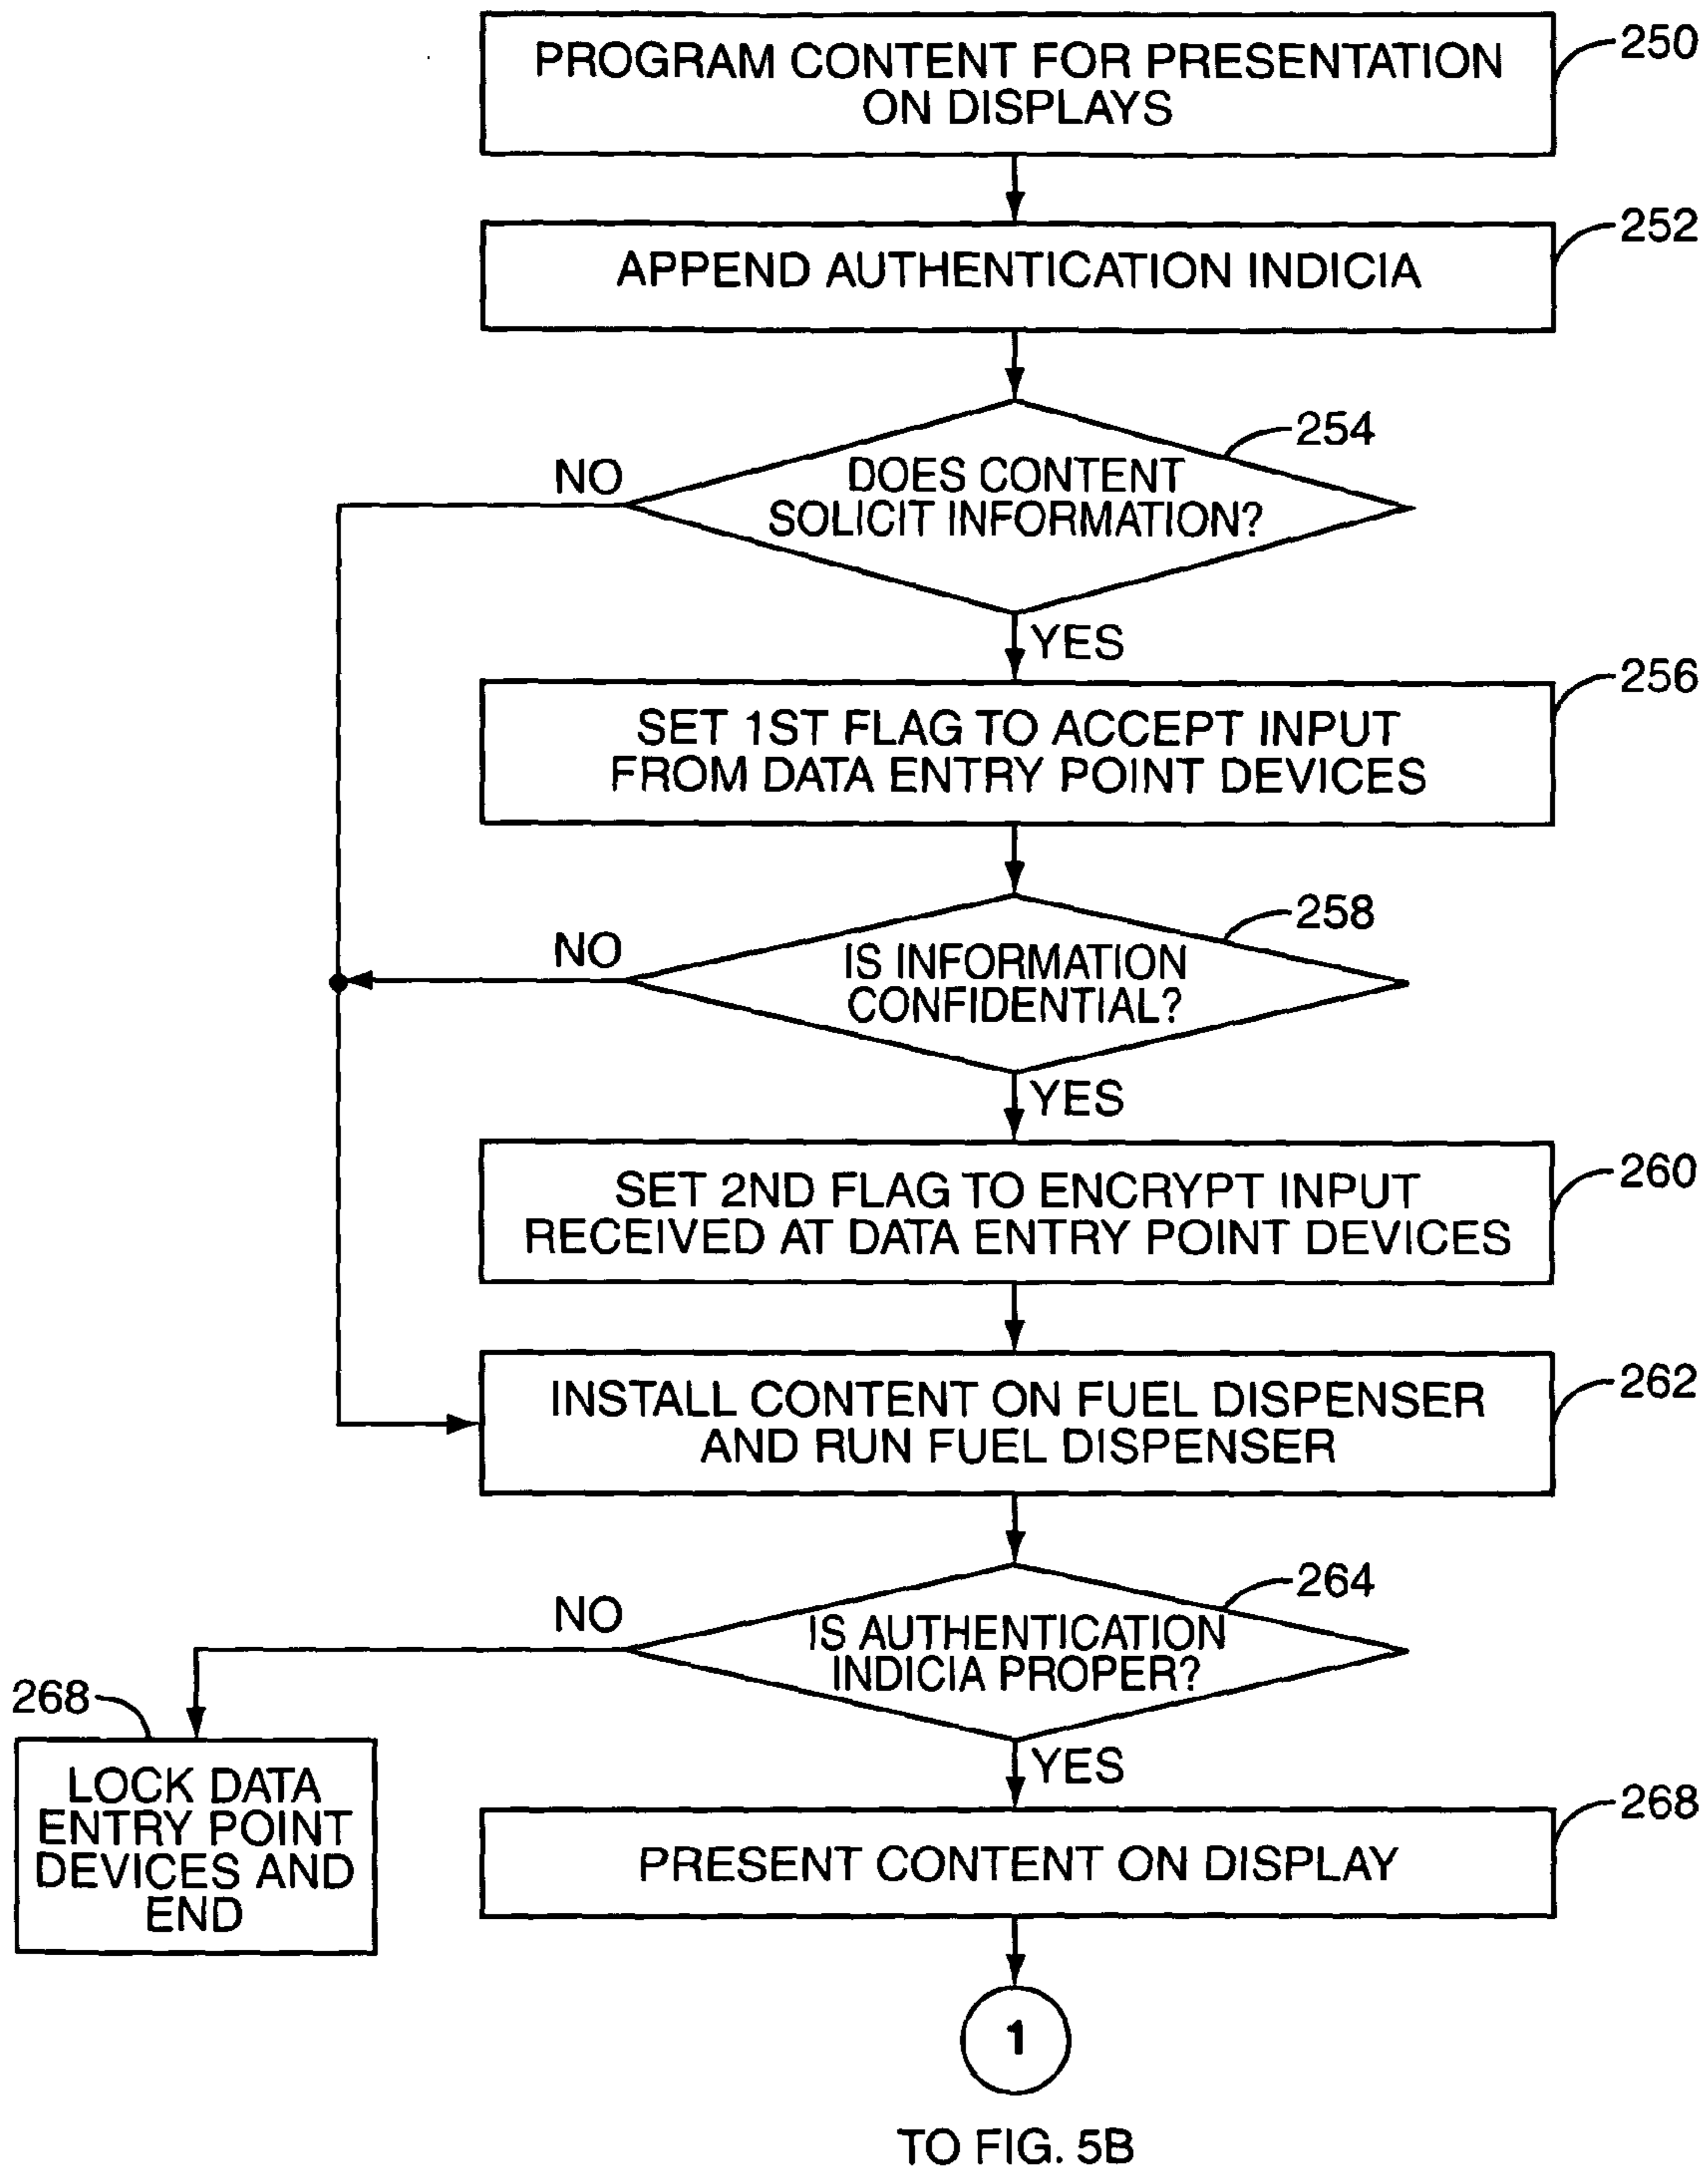 PROGRAM CONTENT FOR PRESENTATION
ON DISPLAYS
250
APPEND AUTHENTICATION INDICIA
252
DOES CONTENT
SOLICIT INFORMATION?
254
NO
YES
SET 1ST FLAG TO ACCEPT INPUT
FROM DATA ENTRY POINT DEVICES
256
IS INFORMATION
CONFIDENTIAL?
258
NO
YES
SET 2ND FLAG TO ENCRYPT INPUT
RECEIVED AT DATA ENTRY POINT DEVICES
260
INSTALL CONTENT ON FUEL DISPENSER
AND RUN FUEL DISPENSER
262
IS AUTHENTICATION
INDICIA PROPER?
264
NO
YES
268
LOCK DATA
ENTRY POINT
DEVICES AND
END
PRESENT CONTENT ON DISPLAY
268
1
TO FIG. 5B